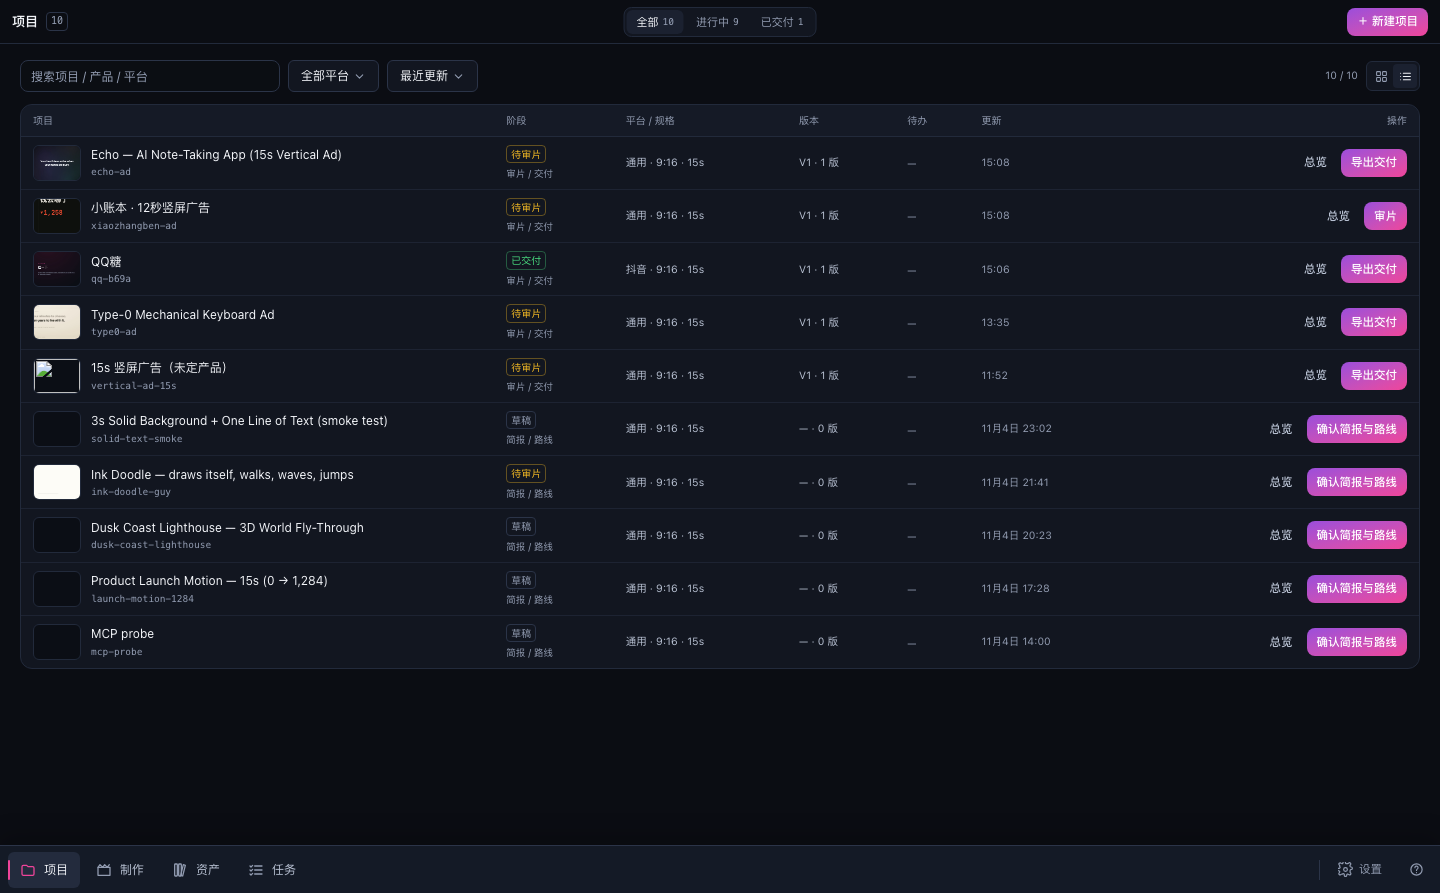 项目 10
全部 10 进行中 9 已交付 1
+ 新建项目
搜索项目 / 产品 / 平台
全部平台
最近更新
10 / 10
项目 阶段 平台 / 规格 版本 待办 更新 操作
Echo — AI Note-Taking App (15s Vertical Ad)
echo-ad
待审片
审片 / 交付
通用 · 9:16 · 15s
V1 · 1 版
—
15:08
总览 导出交付
¥1,258
小账本 · 12秒竖屏广告
xiaozhangben-ad
待审片
审片 / 交付
通用 · 9:16 · 15s
V1 · 1 版
—
15:08
总览 审片
QQ糖
qq-b69a
已交付
审片 / 交付
抖音 · 9:16 · 15s
V1 · 1 版
—
15:06
总览 导出交付
Type-0 Mechanical Keyboard Ad
type0-ad
待审片
审片 / 交付
通用 · 9:16 · 15s
V1 · 1 版
—
13:35
总览 导出交付
15s 竖屏广告（未定产品）
vertical-ad-15s
待审片
审片 / 交付
通用 · 9:16 · 15s
V1 · 1 版
—
11:52
总览 导出交付
3s Solid Background + One Line of Text (smoke test)
solid-text-smoke
草稿
简报 / 路线
通用 · 9:16 · 15s
— · 0 版
—
11月4日 23:02
总览 确认简报与路线
Ink Doodle — draws itself, walks, waves, jumps
ink-doodle-guy
待审片
简报 / 路线
通用 · 9:16 · 15s
— · 0 版
—
11月4日 21:41
总览 确认简报与路线
Dusk Coast Lighthouse — 3D World Fly-Through
dusk-coast-lighthouse
草稿
简报 / 路线
通用 · 9:16 · 15s
— · 0 版
—
11月4日 20:23
总览 确认简报与路线
Product Launch Motion — 15s (0 → 1,284)
launch-motion-1284
草稿
简报 / 路线
通用 · 9:16 · 15s
— · 0 版
—
11月4日 17:28
总览 确认简报与路线
MCP probe
mcp-probe
草稿
简报 / 路线
通用 · 9:16 · 15s
— · 0 版
—
11月4日 14:00
总览 确认简报与路线
项目 制作 资产 任务 设置